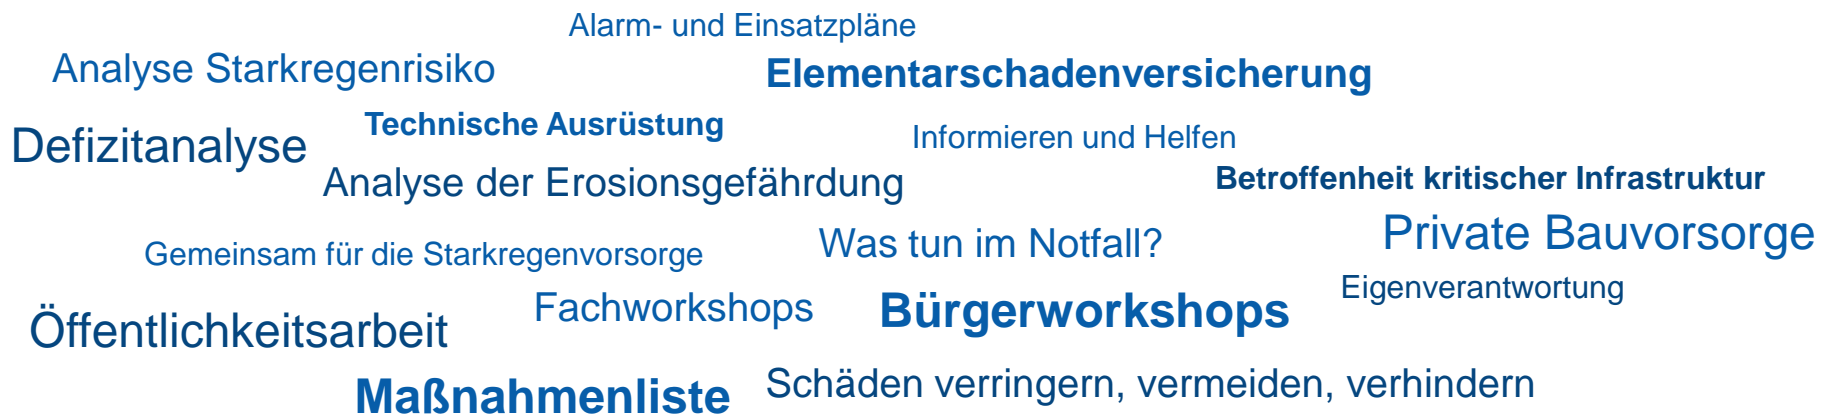 Alarm- und Einsatzpläne
Analyse Starkregenrisiko
Elementarschadenversicherung
Technische Ausrüstung
Informieren und Helfen
Defizitanalyse
Analyse der Erosionsgefährdung
Betroffenheit kritischer Infrastruktur
Private Bauvorsorge
Was tun im Notfall?
Gemeinsam für die Starkregenvorsorge
Eigenverantwortung
Fachworkshops
Bürgerworkshops
Öffentlichkeitsarbeit
Schäden verringern, vermeiden, verhindern
Maßnahmenliste